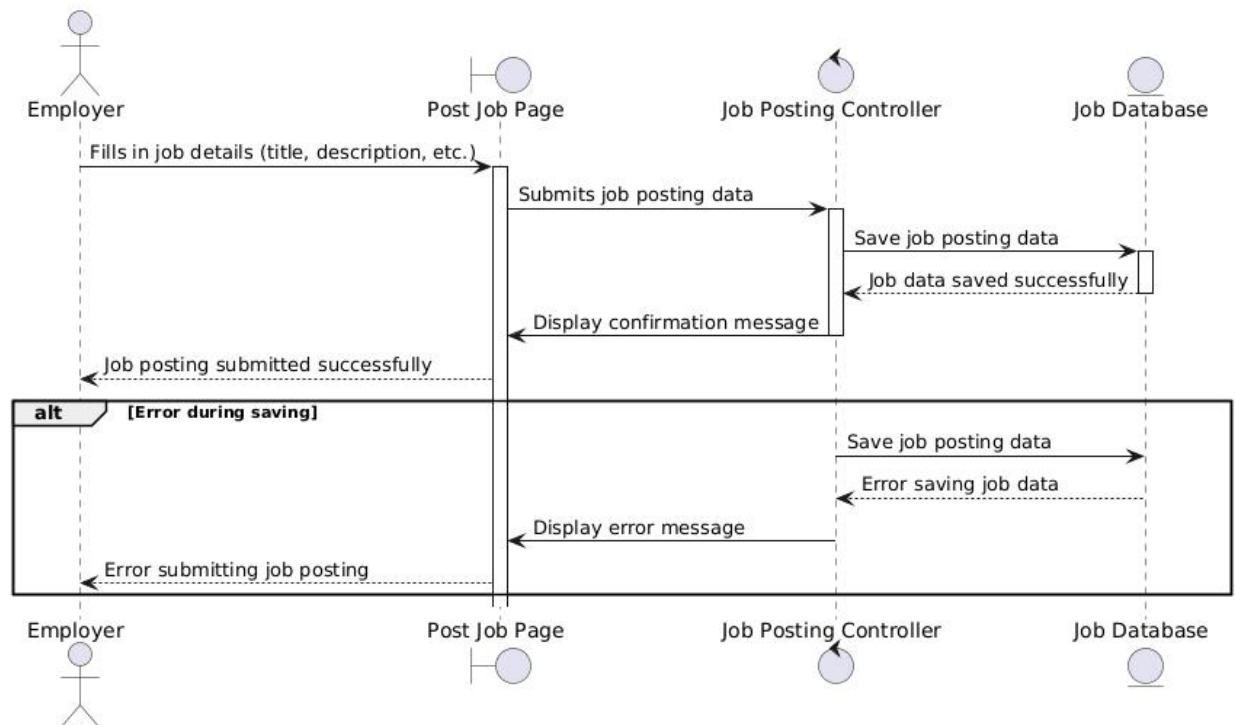 Employer
Post Job Page
Job Posting Controller
Job Database
Fills in job details (title, description, etc.)
Submits job posting data
Save job posting data
Job data saved successfully
Display confirmation message
Job posting submitted successfully
alt [Error during saving]
Save job posting data
Error saving job data
Display error message
Error submitting job posting
Employer
Post Job Page
Job Posting Controller
Job Database